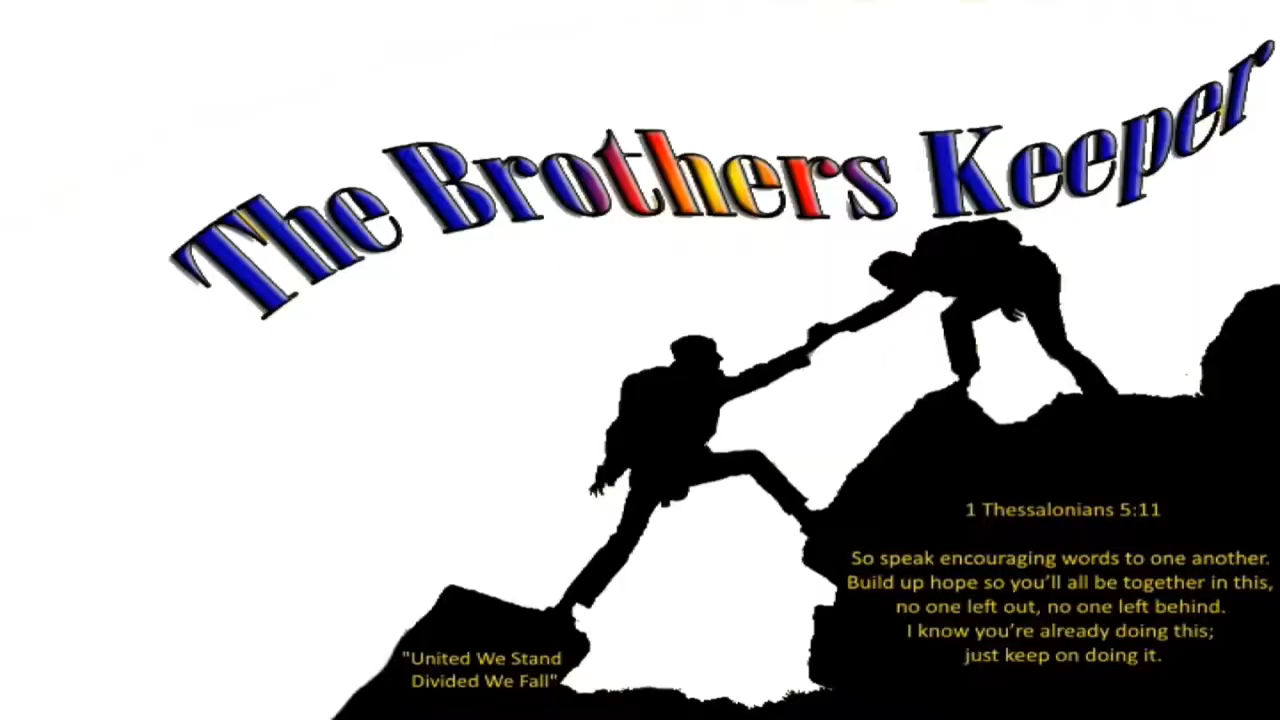 The Brothers Keeper
1 Thessalonians 5:11
So speak encouraging words to one another.
Build up hope so you’ll all be together in this,
no one left out, no one left behind.
I know you’re already doing this;
just keep on doing it.
"United We Stand
Divided We Fall"